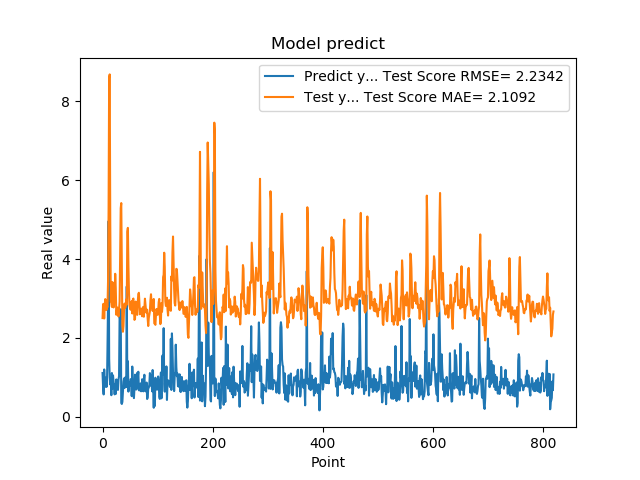 Model predict
Predict y... Test Score RMSE= 2.2342
Test y... Test Score MAE= 2.1092
8
6
4
2
0
Real value
0 200 400 600 800
Point